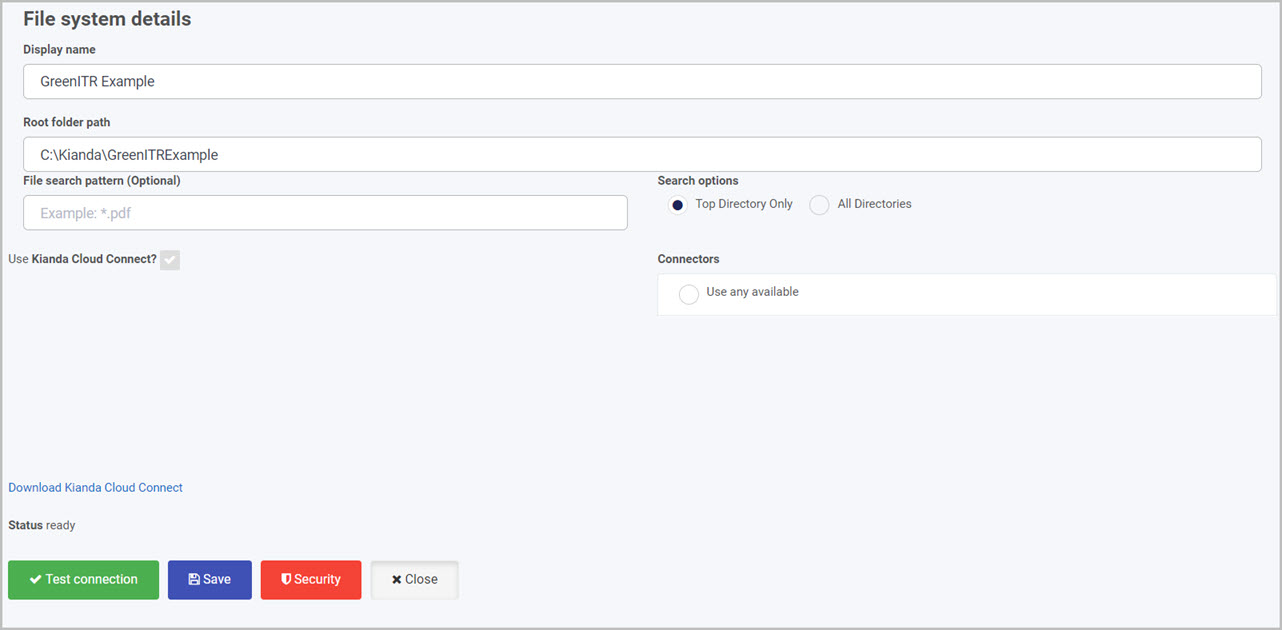 File system details
Display name
GreenITR Example
Root folder path
C:\Kianda\GreenITRExample
File search pattern (Optional)
Example: *.pdf
Search options
Top Directory Only
All Directories
Use Kianda Cloud Connect?
Connectors
Use any available
Download Kianda Cloud Connect
Status ready
Test connection
Save
Security
Close